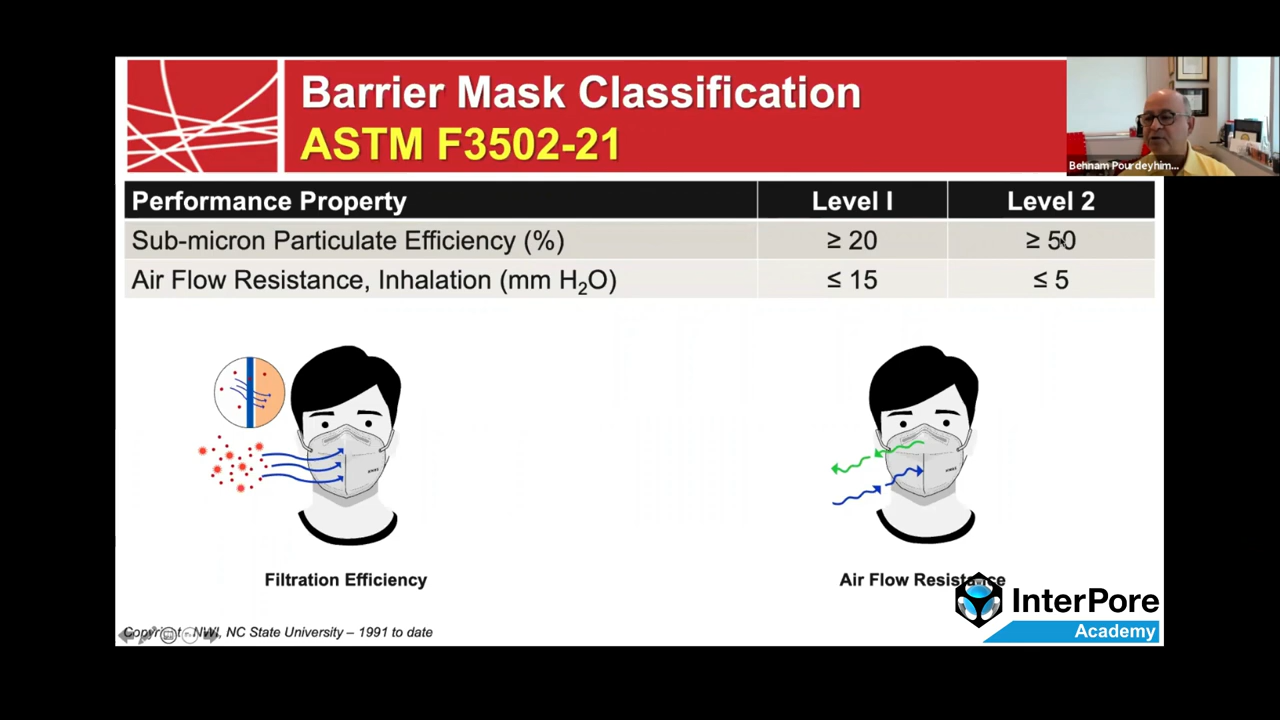 Barrier Mask Classification
ASTM F3502-21
Behnam Pourdeyhim...
Performance Property Level I Level 2
Sub-micron Particulate Efficiency (%) ≥ 20 ≥ 50
Air Flow Resistance, Inhalation (mm H₂O) ≤ 15 ≤ 5
Filtration Efficiency
Air Flow Resistance
InterPore
Academy
Copyright - NWI, NC State University – 1991 to date